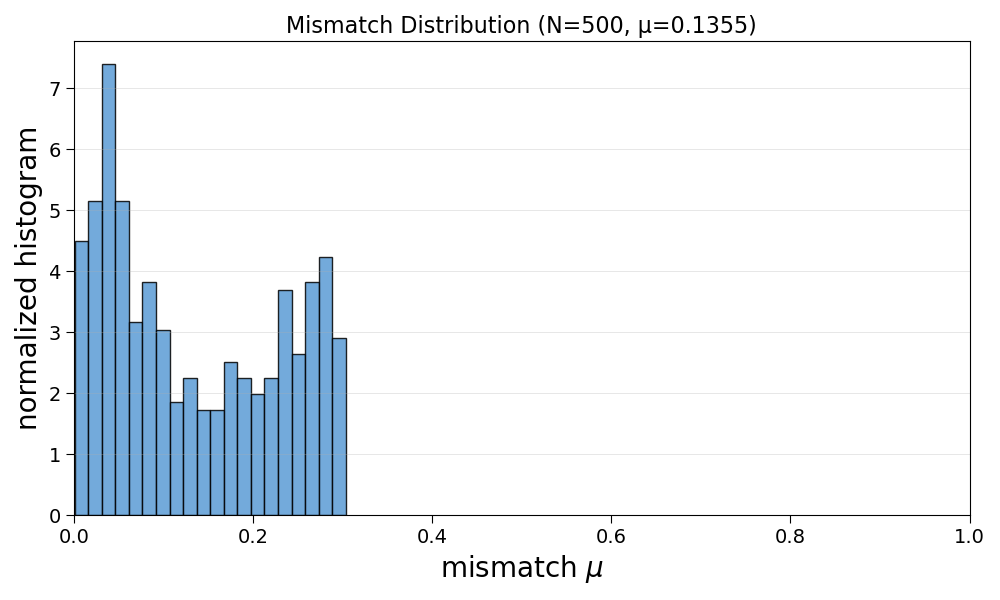 Mismatch Distribution (N=500, μ=0.1355)
normalized histogram
7
6
5
4
3
2
1
0
0.0 0.2 0.4 0.6 0.8 1.0
mismatch μ